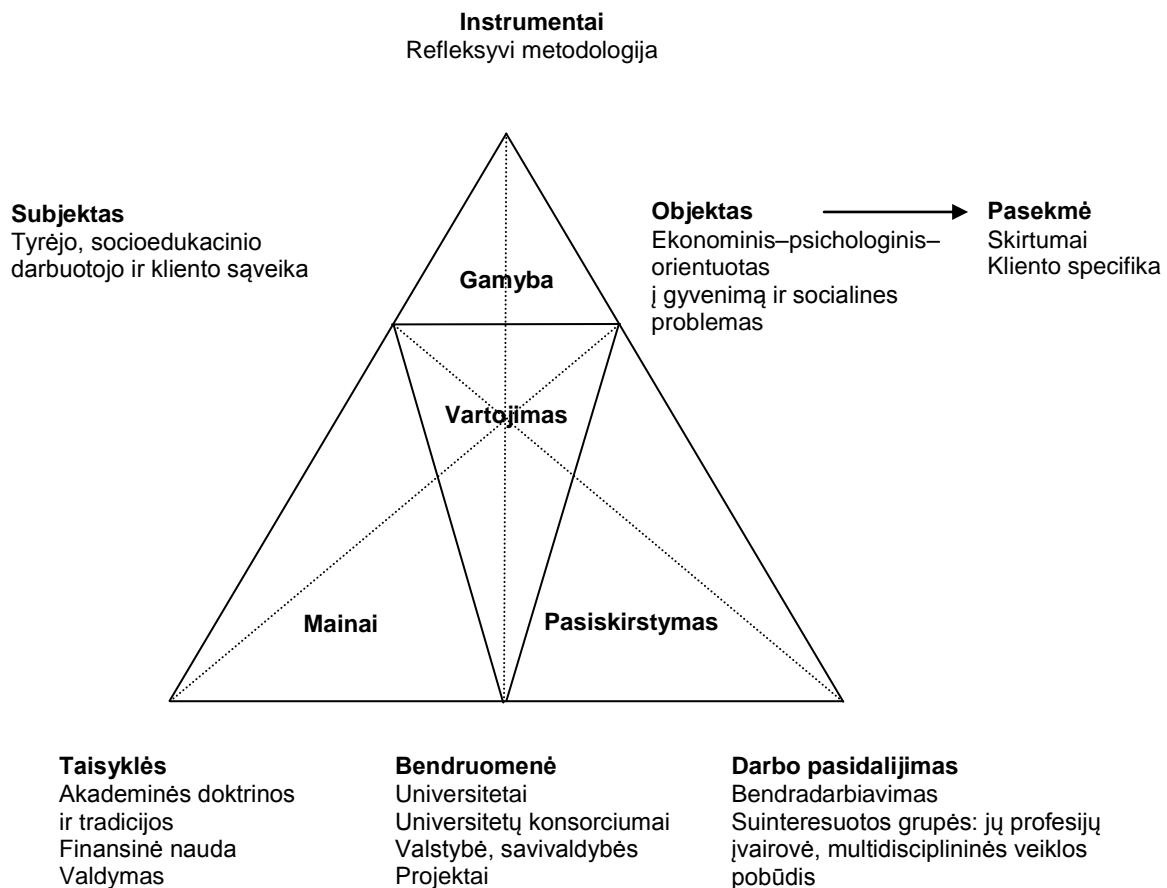 Instrumentai
Refleksyvi metodologija
Subjektas
Tyrėjo, socioedukacinio
darbuotojo ir kliento sąveika
Objektas
Ekonominis–psichologinis–
orientuotas
į gyvenimą ir socialines
problemas
Pasekmė
Skirtumai
Kliento specifika
Gamyba
Vartojimas
Mainai
Pasiskirstymas
Taisyklės
Akademinės doktrinos
ir tradicijos
Finansinė nauda
Valdymas
Bendruomenė
Universitetai
Universitetų konsorciumai
Valstybė, savivaldybės
Projektai
Darbo pasidalijimas
Bendradarbiavimas
Suinteresuotos grupės: jų profesijų
įvairovė, multidisciplininės veiklos
pobūdis